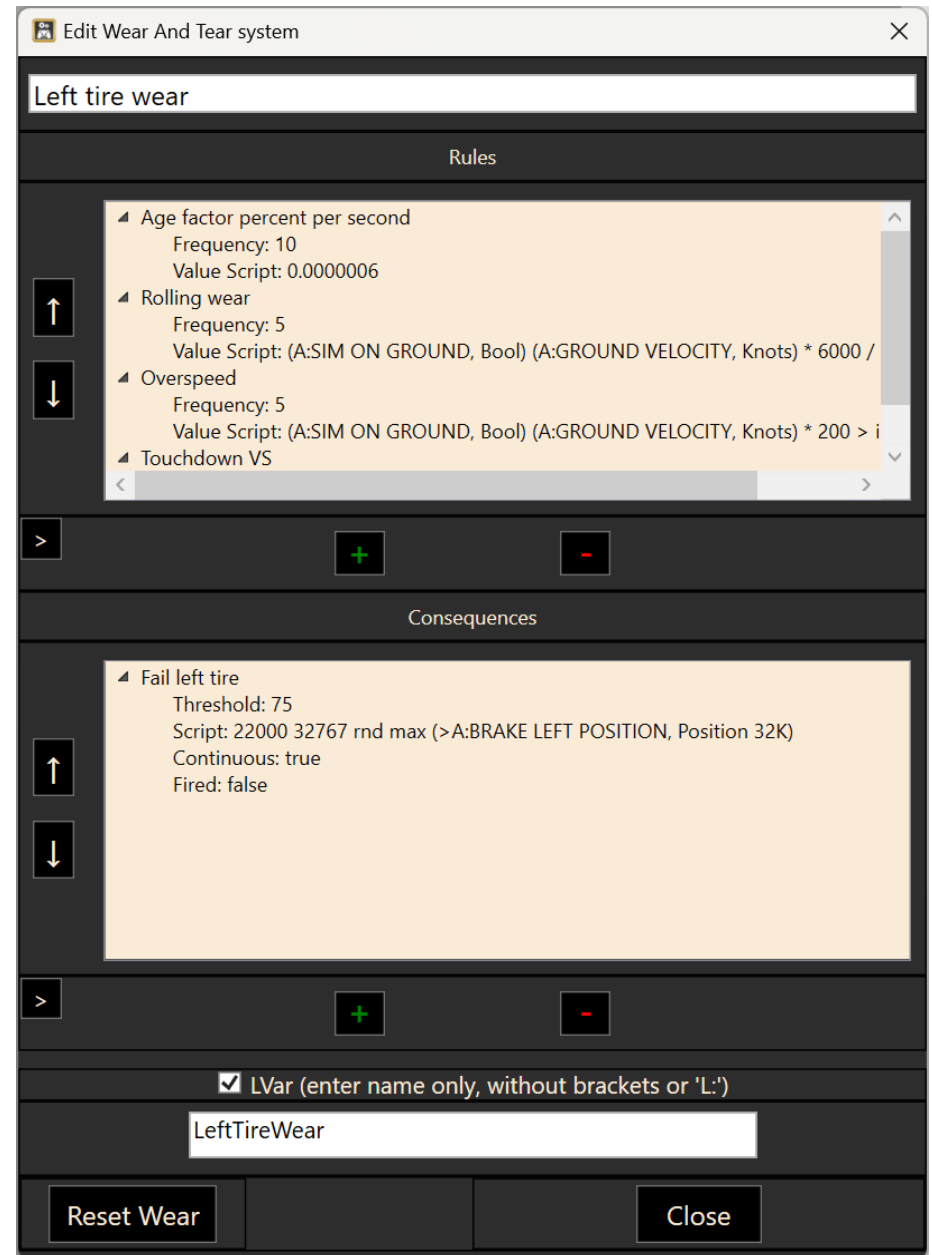 Edit Wear And Tear system
Left tire wear
Rules
Age factor percent per second
Frequency: 10
Value Script: 0.0000006
Rolling wear
Frequency: 5
Value Script: (A:SIM ON GROUND, Bool) (A:GROUND VELOCITY, Knots) * 6000 /
Overspeed
Frequency: 5
Value Script: (A:SIM ON GROUND, Bool) (A:GROUND VELOCITY, Knots) * 200 > i
Touchdown VS
↑
↓
>
+
-
Consequences
Fail left tire
Threshold: 75
Script: 22000 32767 rnd max (>A:BRAKE LEFT POSITION, Position 32K)
Continuous: true
Fired: false
↑
↓
>
+
-
LVar (enter name only, without brackets or 'L:')
LeftTireWear
Reset Wear
Close